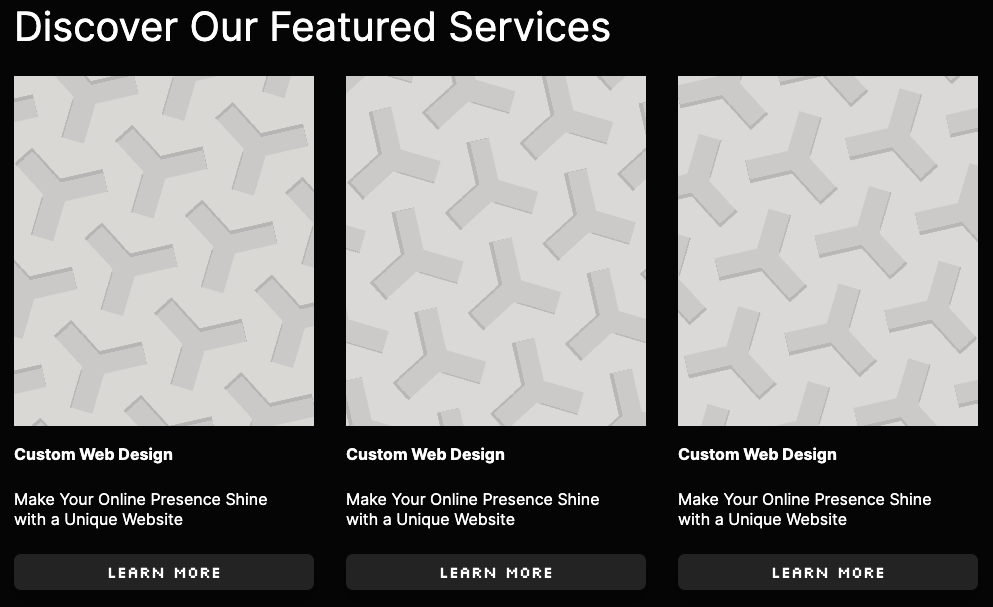 Discover Our Featured Services
Custom Web Design
Make Your Online Presence Shine
with a Unique Website
LEARN MORE
Custom Web Design
Make Your Online Presence Shine
with a Unique Website
LEARN MORE
Custom Web Design
Make Your Online Presence Shine
with a Unique Website
LEARN MORE